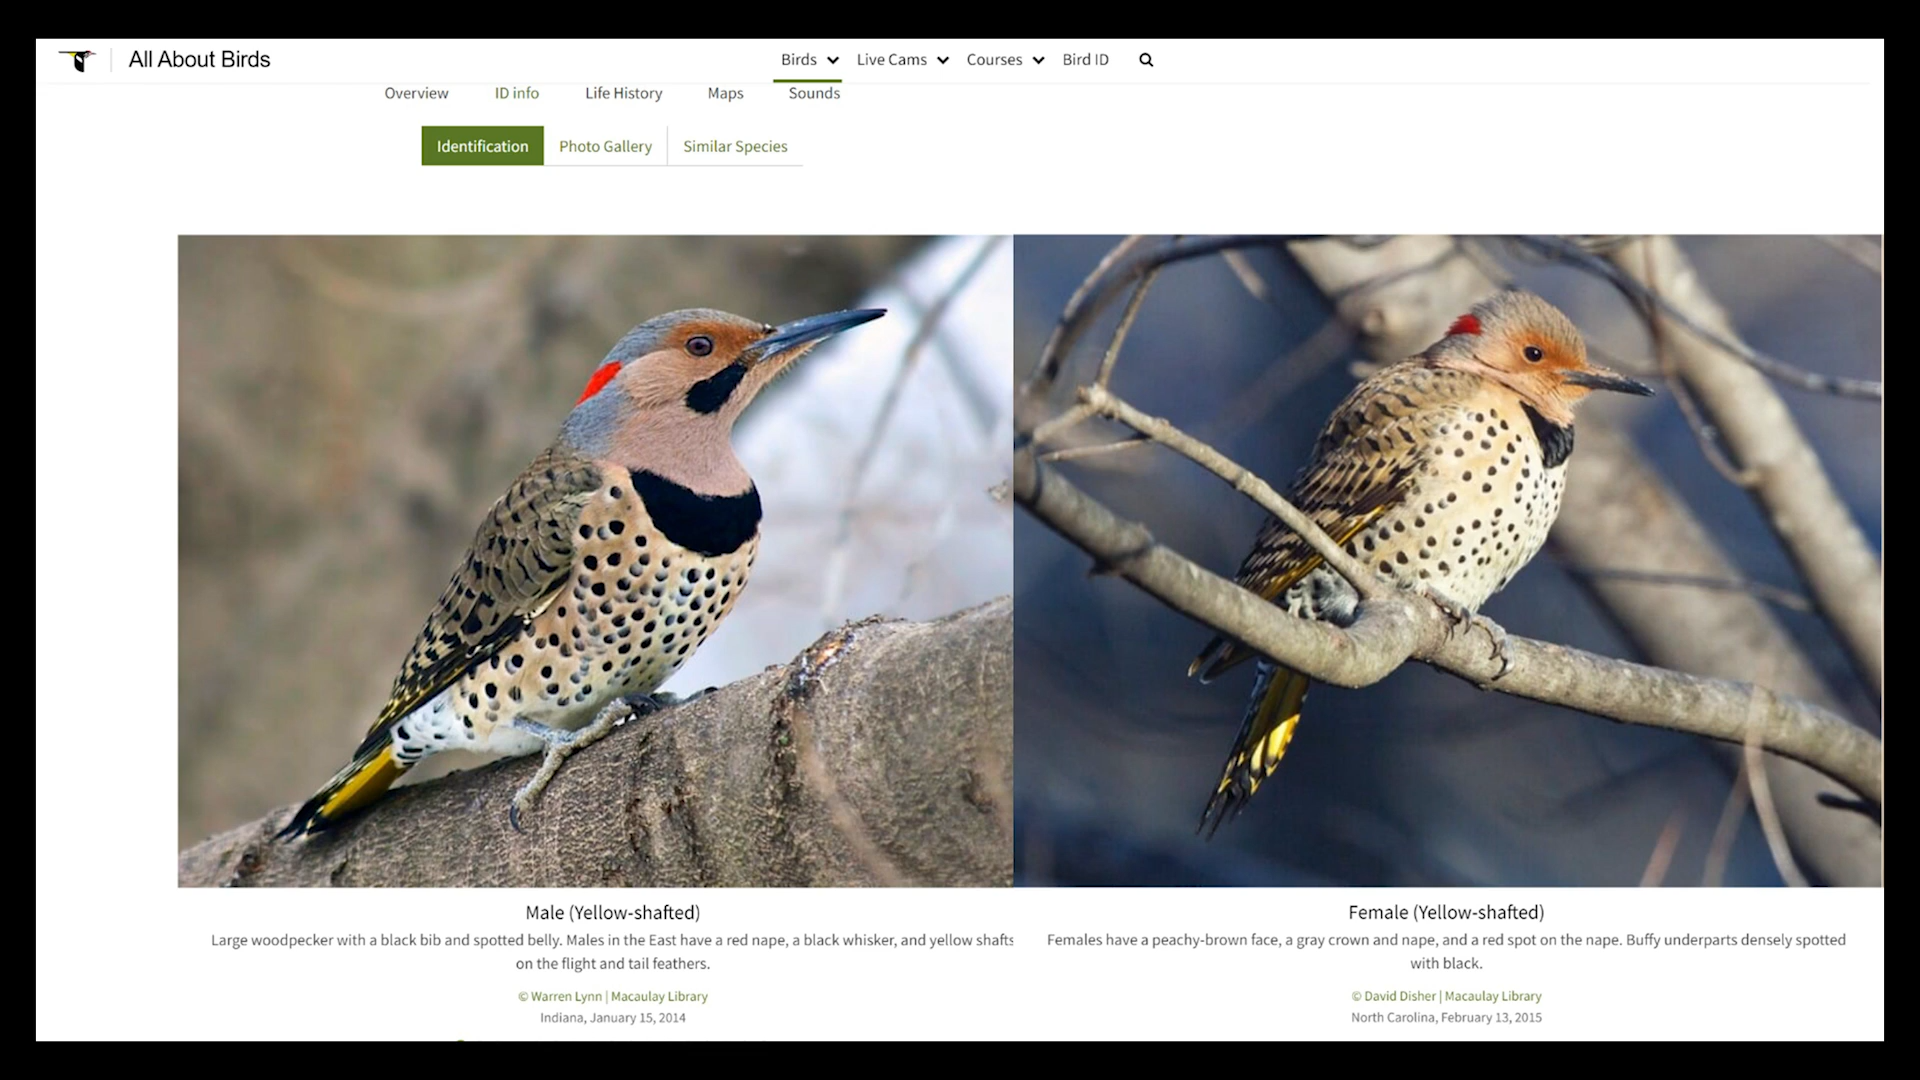 All About Birds
Birds Live Cams Courses Bird ID
Overview ID info Life History Maps Sounds
Identification Photo Gallery Similar Species
Male (Yellow-shafted)
Large woodpecker with a black bib and spotted belly. Males in the East have a red nape, a black whisker, and yellow shafts
on the flight and tail feathers.
© Warren Lynn | Macaulay Library
Indiana, January 15, 2014
Female (Yellow-shafted)
Females have a peachy-brown face, a gray crown and nape, and a red spot on the nape. Buffy underparts densely spotted
with black.
© David Disher | Macaulay Library
North Carolina, February 13, 2015